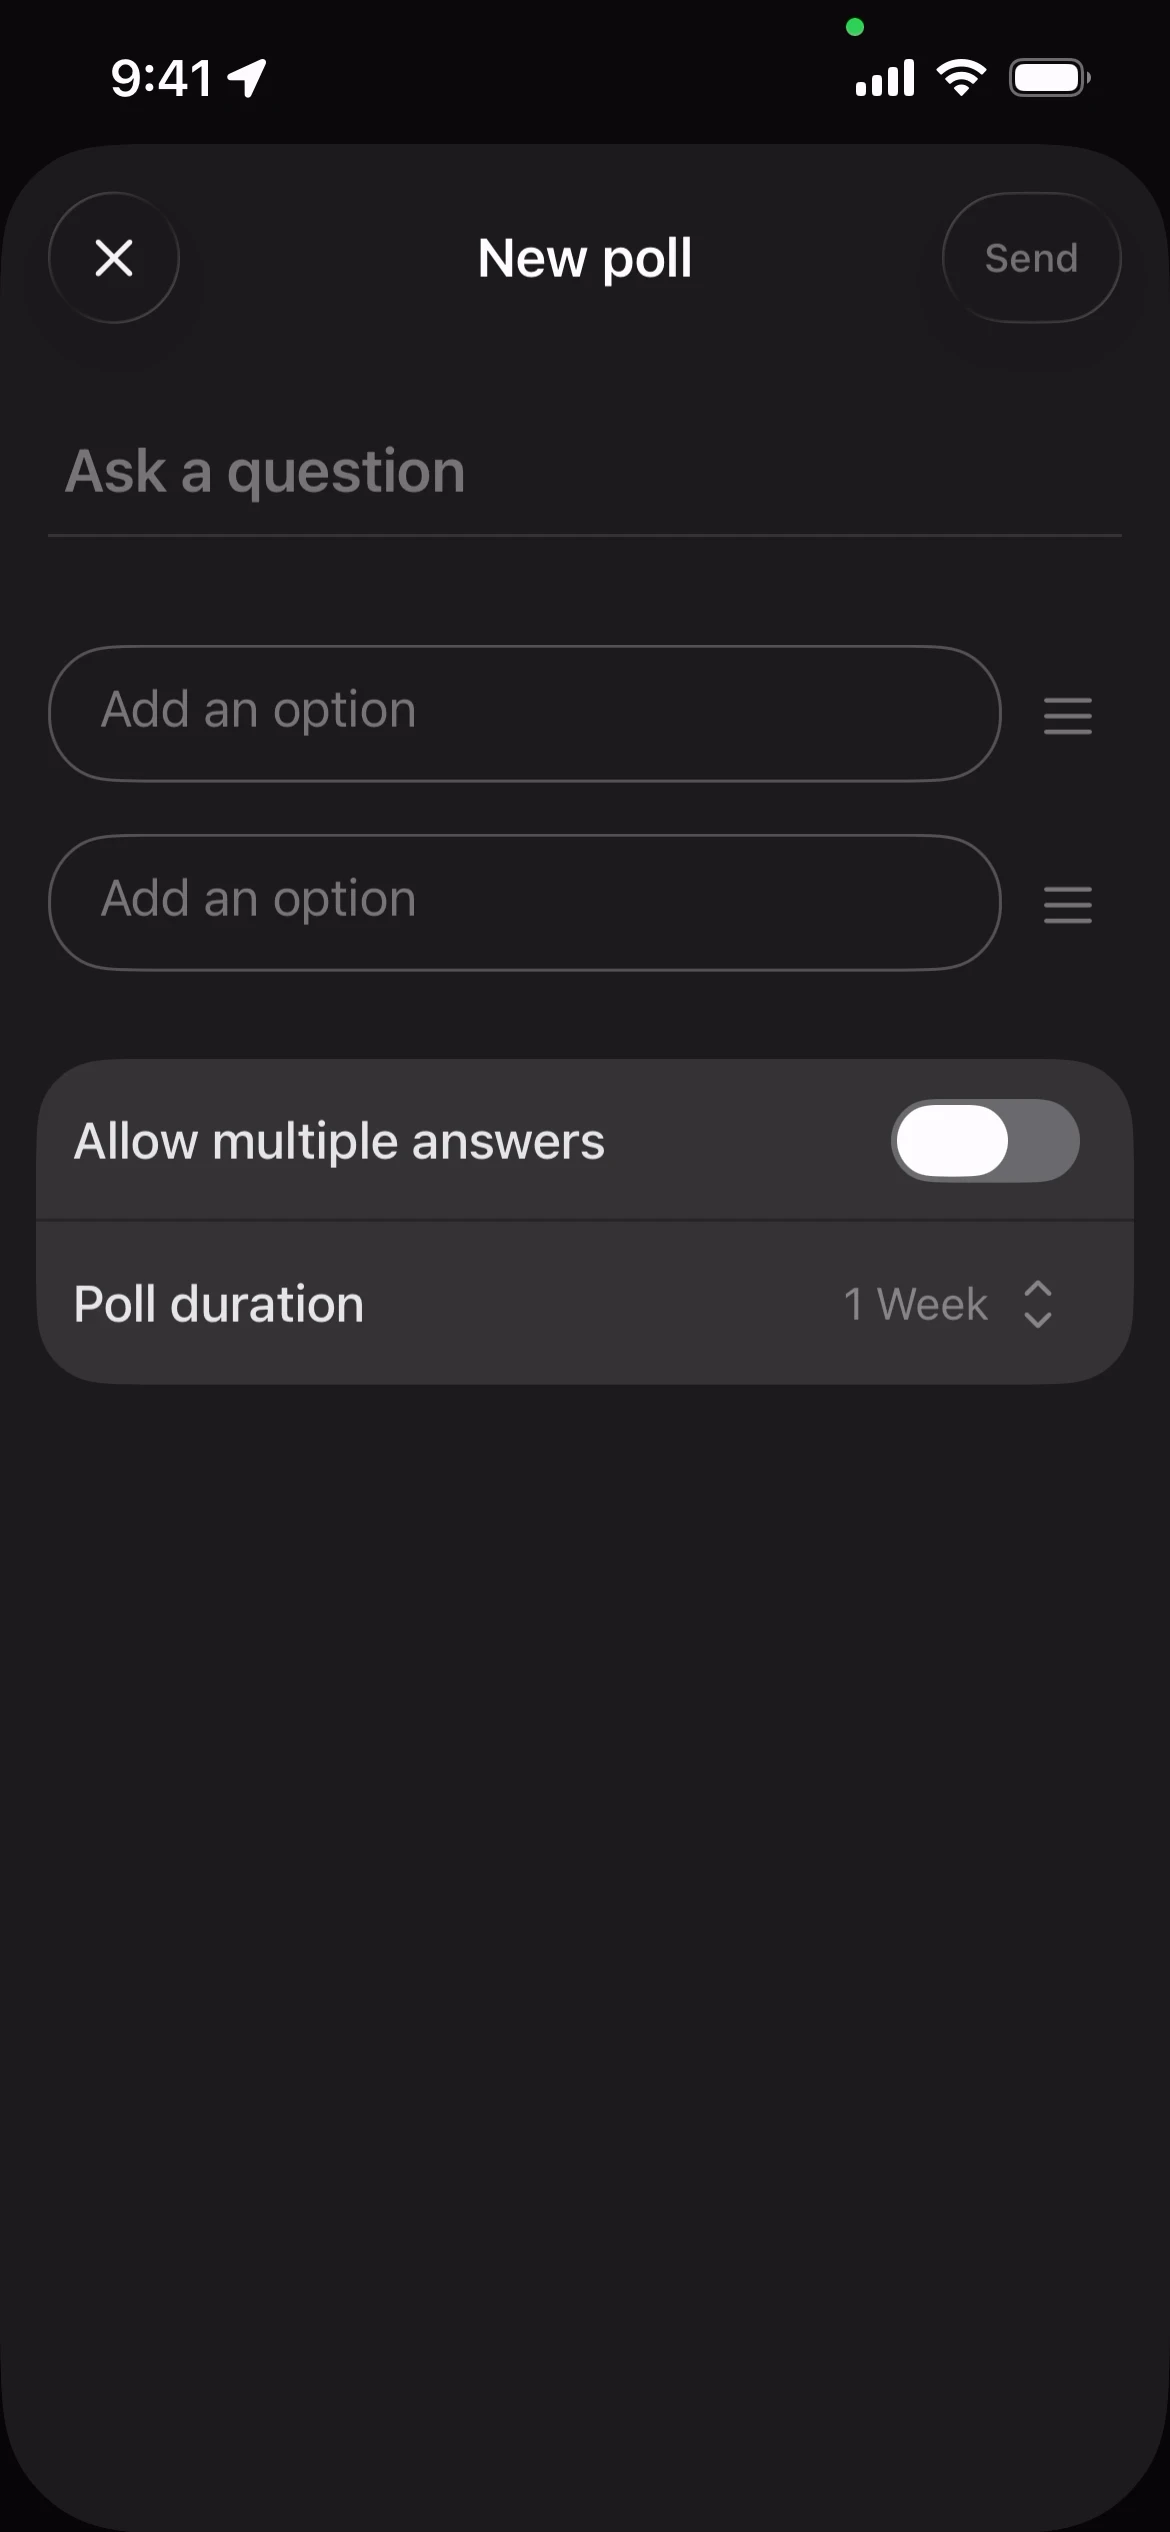 9:41
New poll
Send
Ask a question
Add an option
Add an option
Allow multiple answers
Poll duration
1 Week